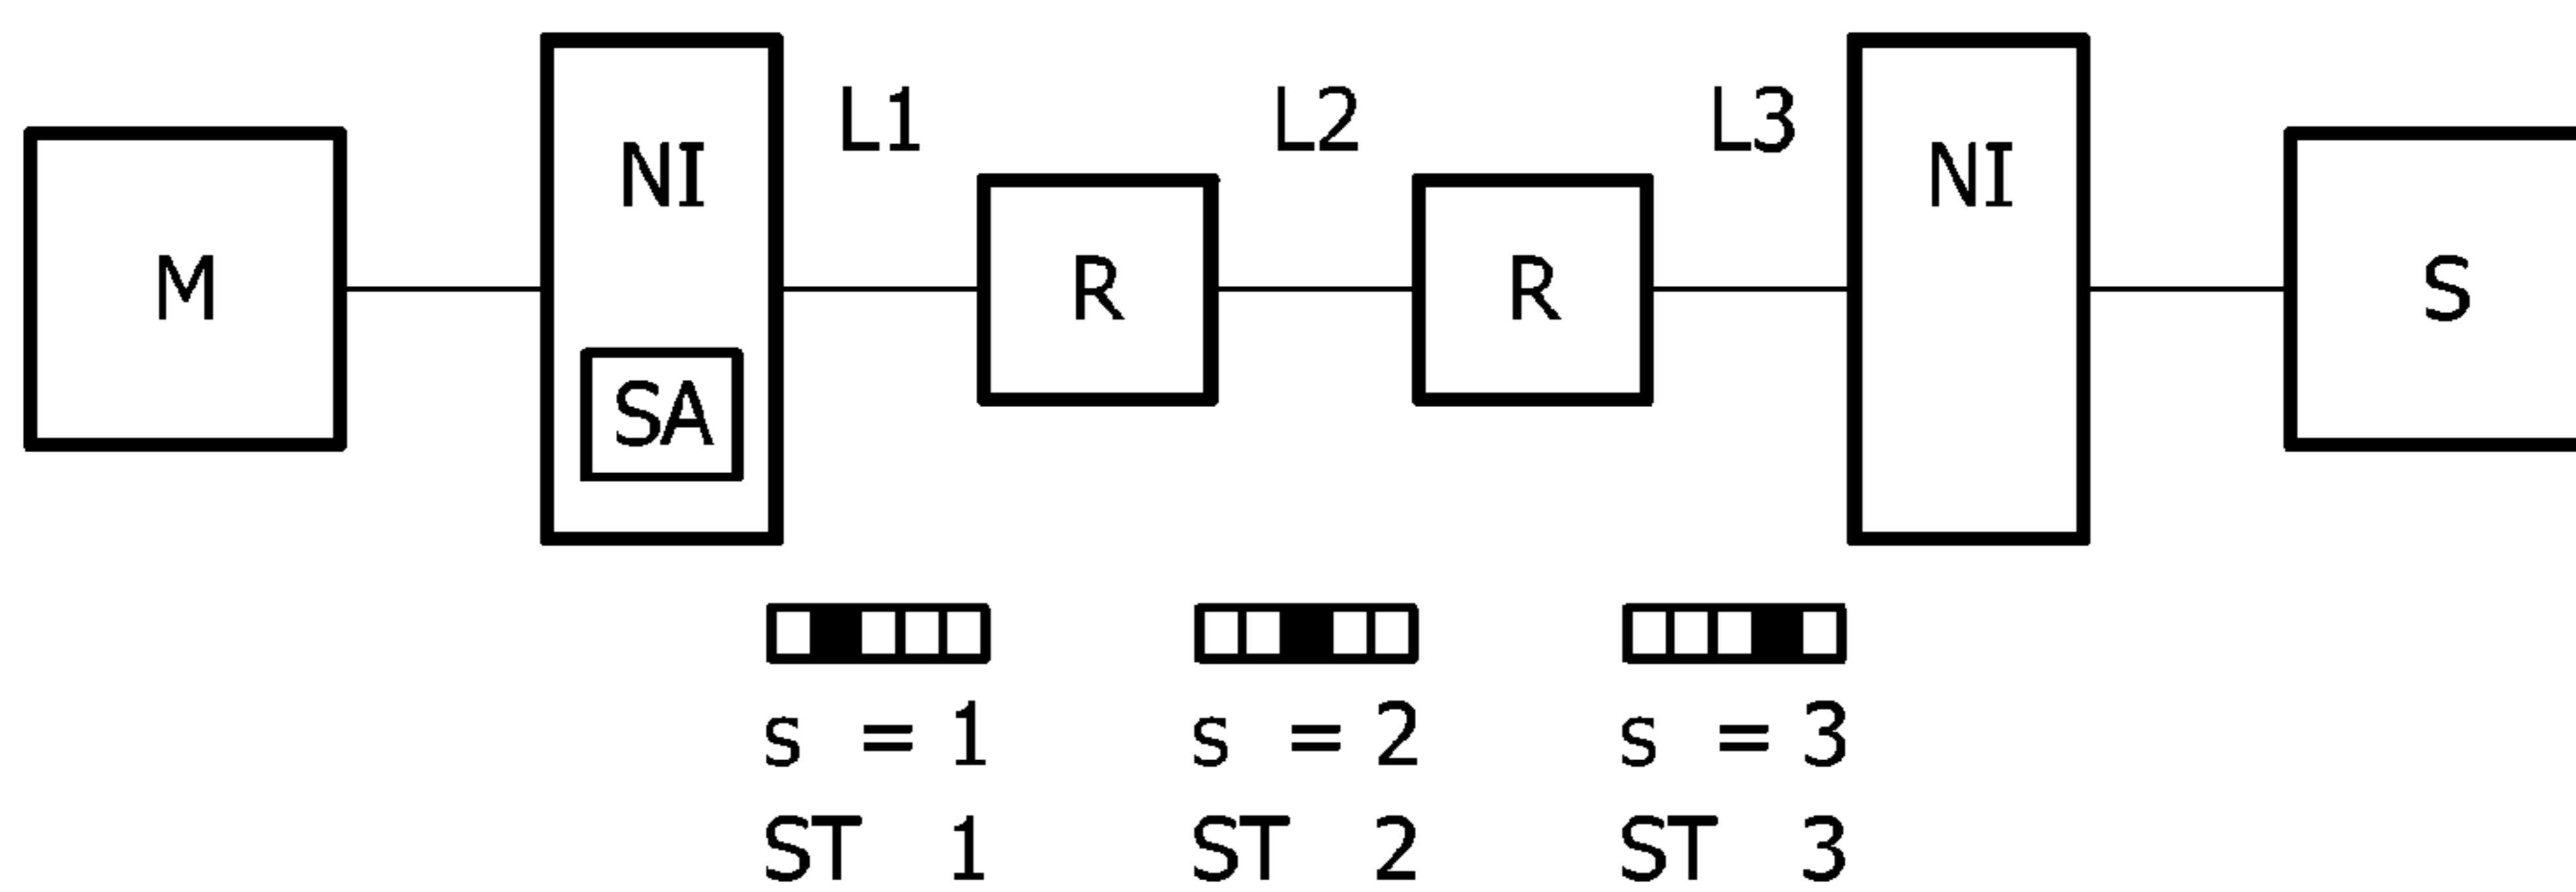 L1 L2 L3
NI NI
M R R S
SA
s = 1 s = 2 s = 3
ST 1 ST 2 ST 3